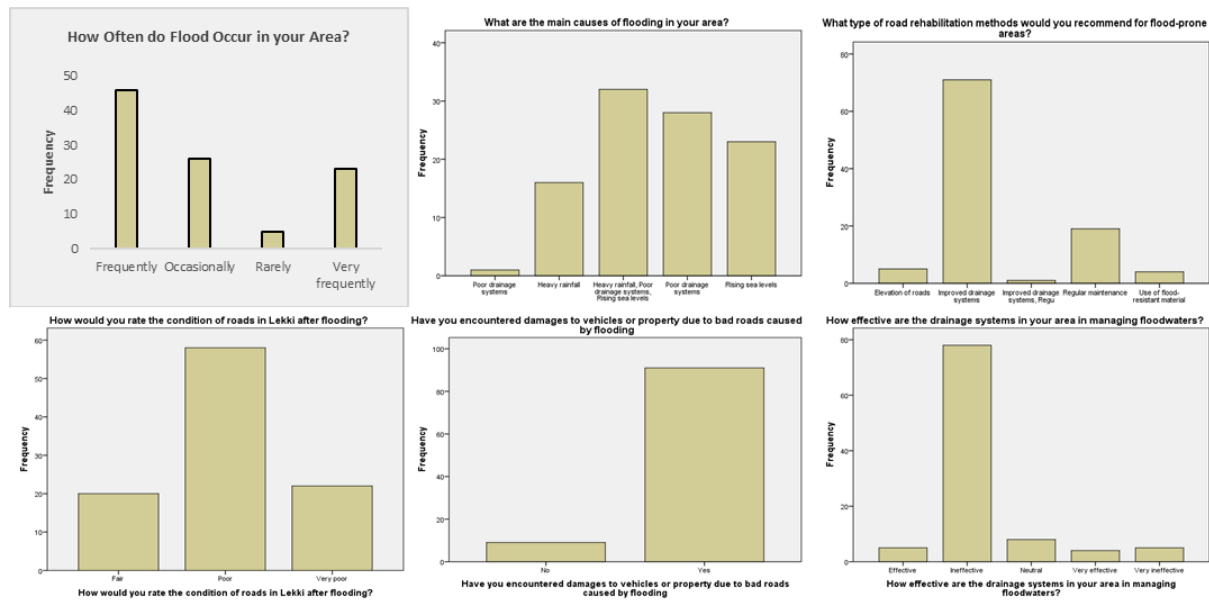 How Often do Flood Occur in your Area?
Frequency
50
40
30
20
10
0
Frequently Occasionally Rarely Very
frequently
What are the main causes of flooding in your area?
Frequency
40
30
20
10
0
Poor drainage
systems
Heavy rainfall
Heavy rainfall, Poor
drainage systems,
Rising sea levels
Poor drainage
systems
Rising sea levels
What type of road rehabilitation methods would you recommend for flood-prone
areas?
Frequency
80
60
40
20
0
Elevation of roads
Improved drainage
systems
Improved drainage
systems, Regu
Regular maintenance
Use of flood-
resistant material
How would you rate the condition of roads in Lekki after flooding?
Frequency
60
50
40
30
20
10
0
Fair
Poor
Very poor
How would you rate the condition of roads in Lekki after flooding?
Have you encountered damages to vehicles or property due to bad roads caused
by flooding
Frequency
100
80
60
40
20
0
No
Yes
Have you encountered damages to vehicles or property due to bad roads
caused by flooding
How effective are the drainage systems in your area in managing floodwaters?
Frequency
80
60
40
20
0
Effective
Ineffective
Neutral
Very effective
Very ineffective
How effective are the drainage systems in your area in managing
floodwaters?